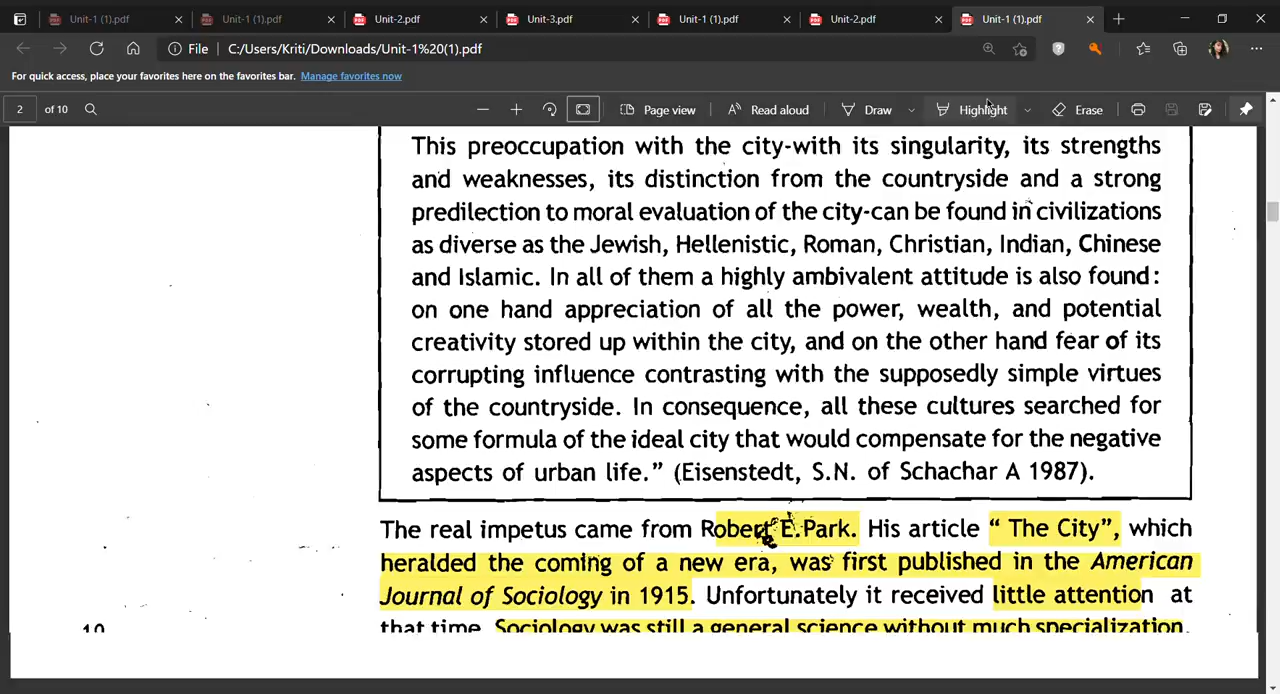 Unit-1 (1).pdf
Unit-1 (1).pdf
Unit-2.pdf
Unit-3.pdf
Unit-1 (1).pdf
Unit-2.pdf
Unit-1 (1).pdf
File C:/Users/Kriti/Downloads/Unit-1%20(1).pdf
For quick access, place your favorites here on the favorites bar. Manage favorites now
2 of 10 Page view Read aloud Draw Highlight Erase
This preoccupation with the city-with its singularity, its strengths
and weaknesses, its distinction from the countryside and a strong
predilection to moral evaluation of the city-can be found in civilizations
as diverse as the Jewish, Hellenistic, Roman, Christian, Indian, Chinese
and Islamic. In all of them a highly ambivalent attitude is also found:
on one hand appreciation of all the power, wealth, and potential
creativity stored up within the city, and on the other hand fear of its
corrupting influence contrasting with the supposedly simple virtues
of the countryside. In consequence, all these cultures searched for
some formula of the ideal city that would compensate for the negative
aspects of urban life.” (Eisenstedt, S.N. of Schachar A 1987).
The real impetus came from Robert E.Park. His article “ The City”, which
heralded the coming of a new era, was first published in the American
Journal of Sociology in 1915. Unfortunately it received little attention at
that time. Sociology was still a general science without much specialization.
10